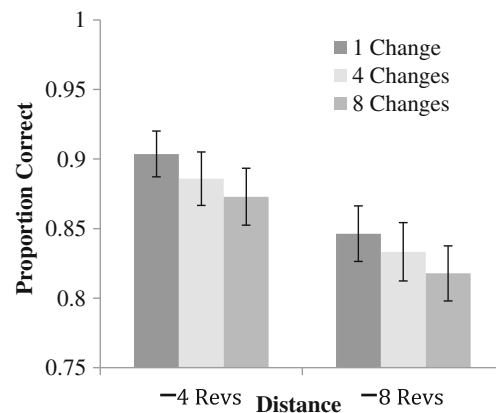 1
0.95
0.9
0.85
0.8
0.75
Proportion Correct
1 Change
4 Changes
8 Changes
−4 Revs
−8 Revs
Distance